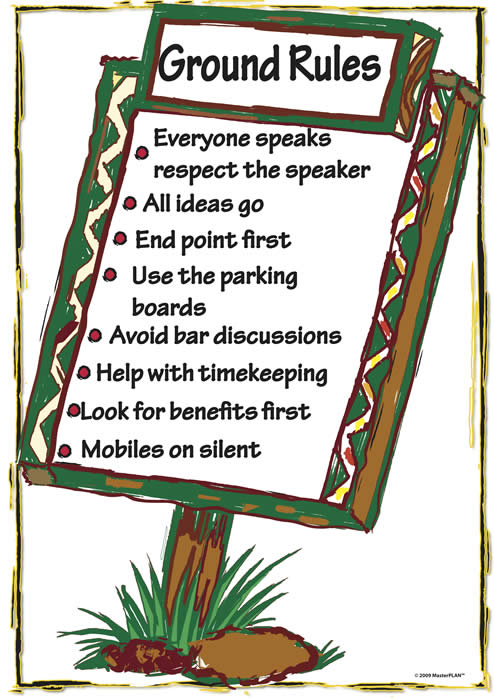 Ground Rules
Everyone speaks
respect the speaker
All ideas go
End point first
Use the parking
boards
Avoid bar discussions
Help with timekeeping
Look for benefits first
Mobiles on silent
© 2009 MasterPLAN™